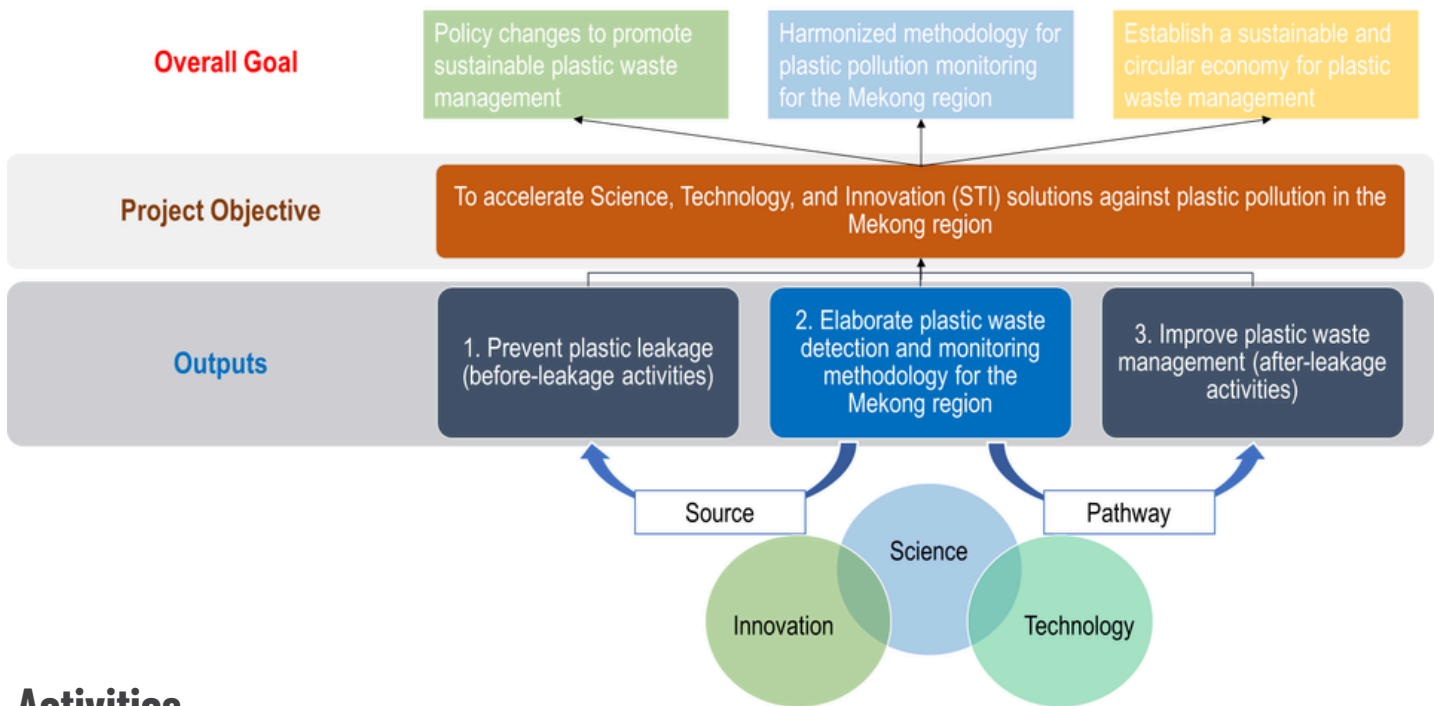 Overall Goal
Policy changes to promote
sustainable plastic waste
management
Harmonized methodology for
plastic pollution monitoring
for the Mekong region
Establish a sustainable and
circular economy for plastic
waste management
Project Objective
To accelerate Science, Technology, and Innovation (STI) solutions against plastic pollution in the
Mekong region
Outputs
1. Prevent plastic leakage
(before-leakage activities)
2. Elaborate plastic waste
detection and monitoring
methodology for the
Mekong region
3. Improve plastic waste
management (after-leakage
activities)
Source
Pathway
Science
Innovation
Technology
Activities